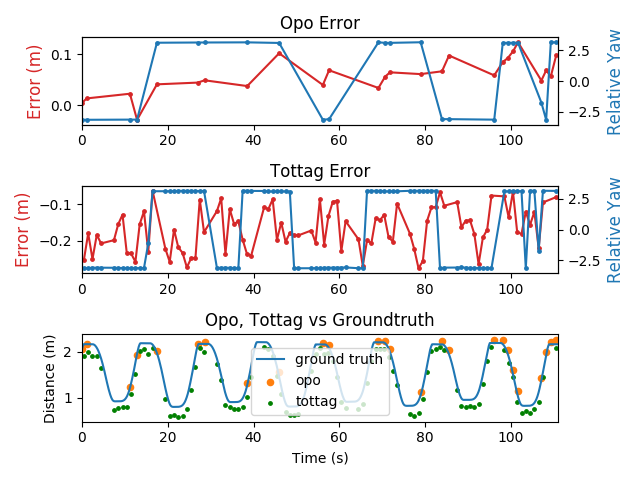 Opo Error
Error (m)
0.1
0.0
2.5
0.0
−2.5
Relative Yaw
0 20 40 60 80 100
Tottag Error
Error (m)
−0.1
−0.2
2.5
0.0
−2.5
Relative Yaw
0 20 40 60 80 100
Opo, Tottag vs Groundtruth
Distance (m)
2
1
ground truth
opo
tottag
0 20 40 60 80 100
Time (s)